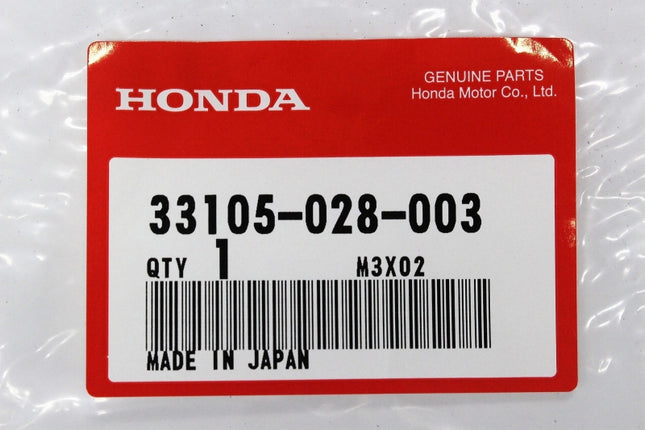 HONDA
GENUINE PARTS
Honda Motor Co., Ltd.
33105-028-003
QTY 1 M3X02
MADE IN JAPAN